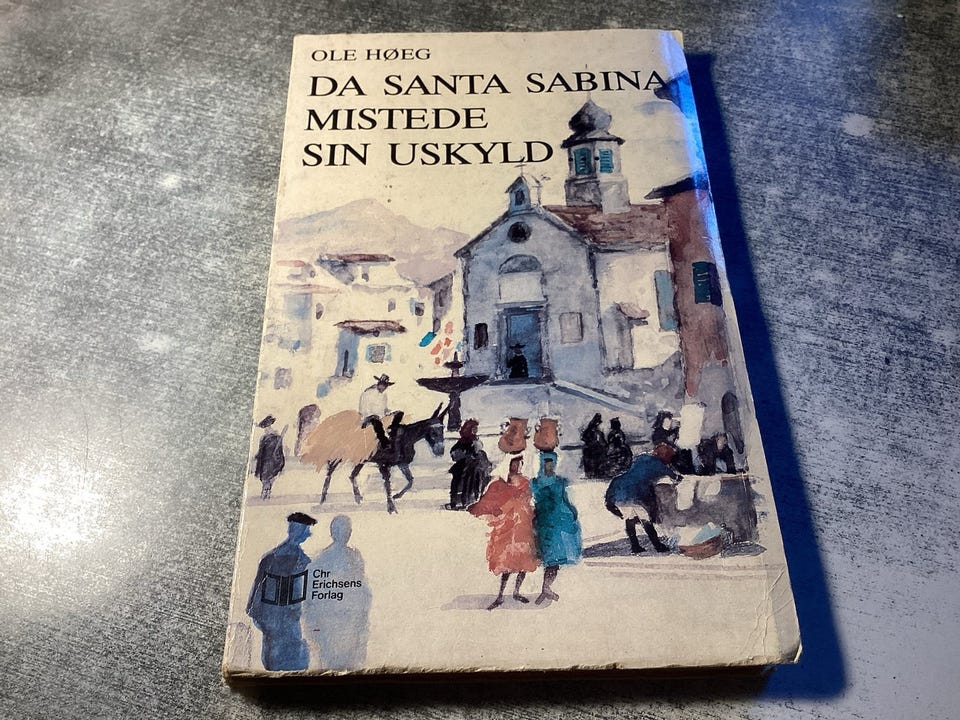 OLE HØEG
DA SANTA SABINA
MISTEDE
SIN USKYLD
Chr
Erichsens
Forlag